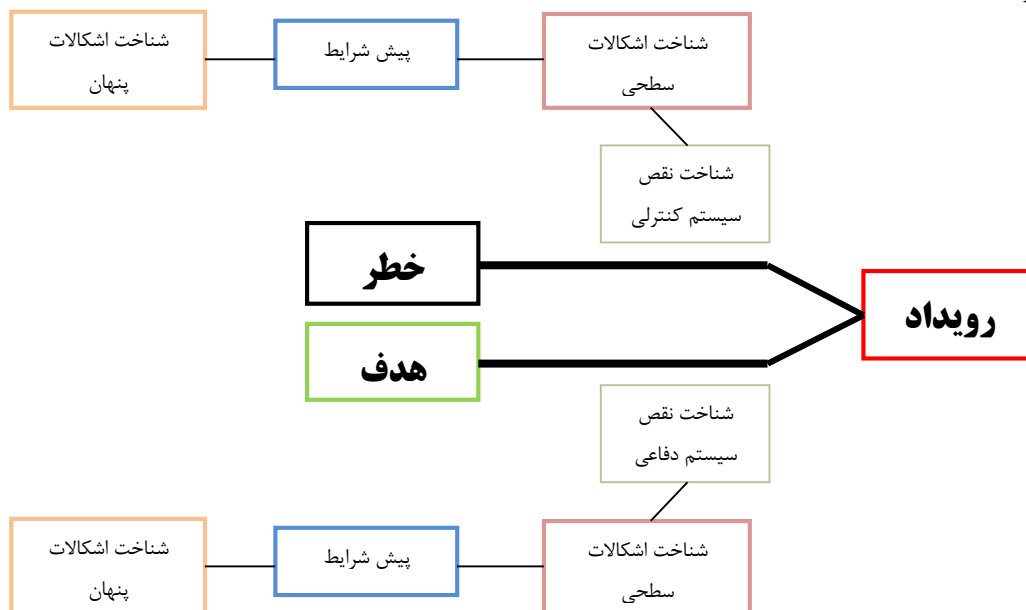 شناخت اشکالات
پنهان
پیش شرایط
شناخت اشکالات
سطحی
شناخت نقص
سیستم کنترلی
خطر
رویداد
هدف
شناخت نقص
سیستم دفاعی
شناخت اشکالات
پنهان
پیش شرایط
شناخت اشکالات
سطحی